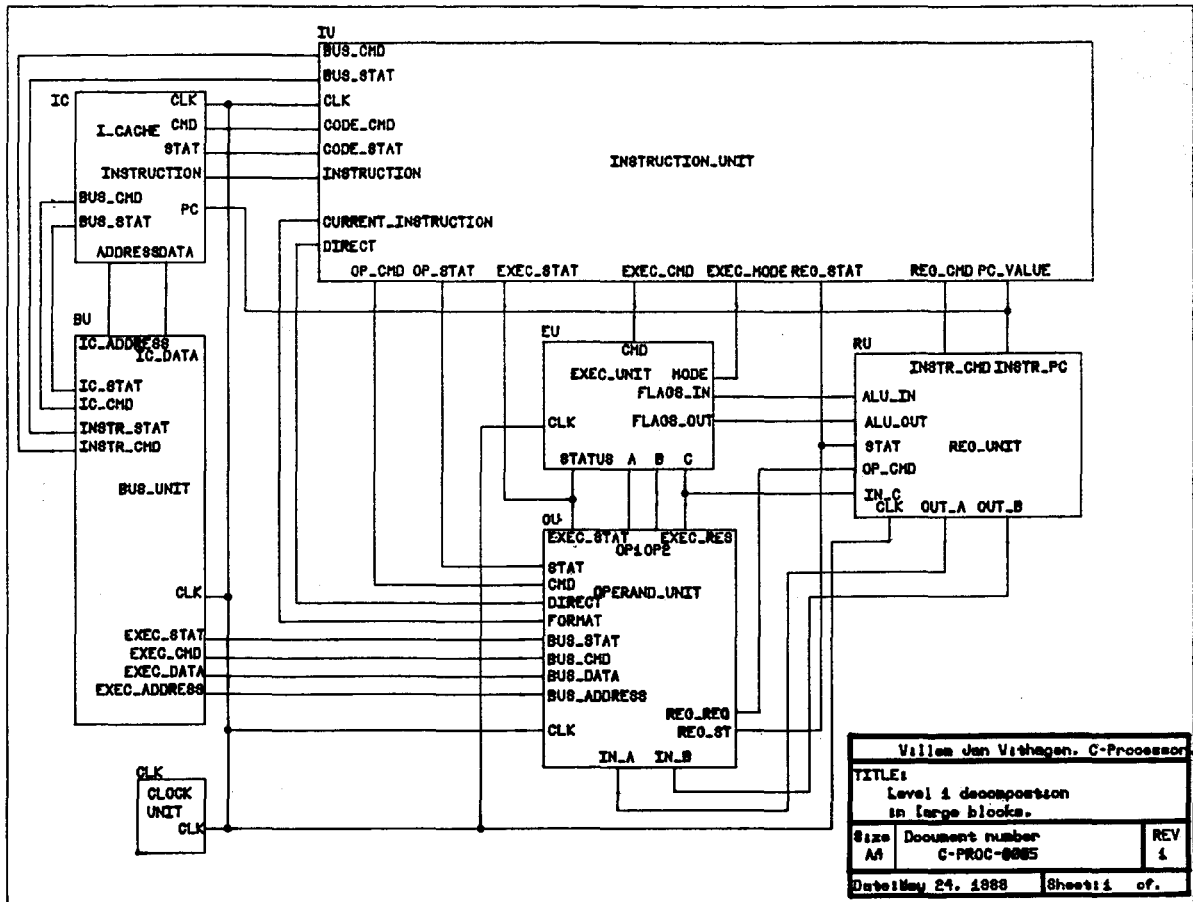 IU
BUS_CMD
BUS_STAT
CLK
CODE_CMD
CODE_STAT
INSTRUCTION
INSTRUCTION_UNIT
CURRENT_INSTRUCTION
DIRECT
OP_CMD OP_STAT EXEC_STAT EXEC_CMD EXEC_MODE REG_STAT REG_CMD PC_VALUE
IC
CLK
I_CACHE
CMD
STAT
INSTRUCTION
BUS_CMD
PC
BUS_STAT
ADDRESS DATA
BU
IC_ADDRESS
IC_DATA
IC_STAT
IC_CMD
INSTR_STAT
INSTR_CMD
BUS_UNIT
CLK
EXEC_STAT
EXEC_CMD
EXEC_DATA
EXEC_ADDRESS
EU
CMD
EXEC_UNIT MODE
FLAGS_IN
FLAGS_OUT
CLK
STATUS A B C
RU
INSTR_CMD INSTR_PC
ALU_IN
ALU_OUT
STAT
REG_UNIT
OP_CMD
IN_C
CLK OUT_A OUT_B
OU
EXEC_STAT EXEC_RES
OP1 OP2
STAT
CMD
OPERAND_UNIT
DIRECT
FORMAT
BUS_STAT
BUS_CMD
BUS_DATA
BUS_ADDRESS
REG_REQ
CLK
REG_ST
IN_A IN_B
CLK
CLOCK
UNIT
CLK
Willem Jan Withagen. C-Processor
TITLE:
Level 1 decompostion
in large blocks.
Size Document number REV
A4 C-PROC-0005 1
Date: May 24, 1988 Sheet: 1 of.